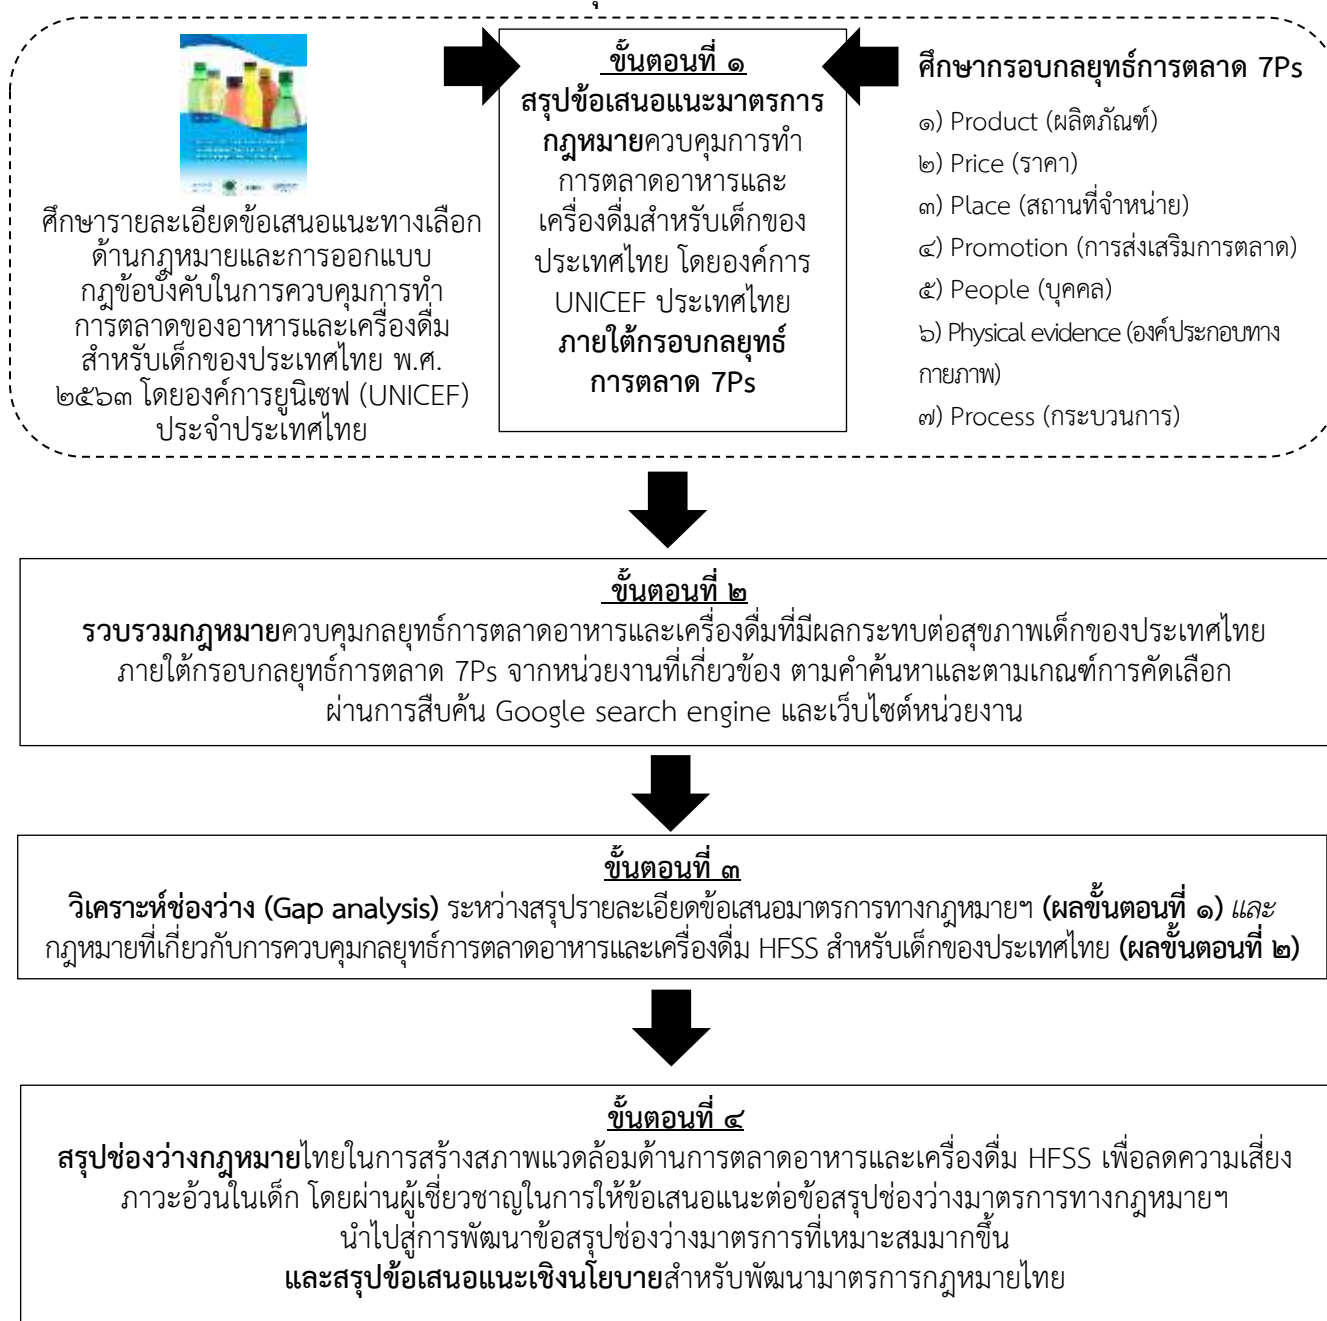 ขั้นตอนที่ ๑
สรุปข้อเสนอแนะมาตรการ
กฎหมายควบคุมการทำ
การตลาดอาหารและ
เครื่องดื่มสำหรับเด็กของ
ประเทศไทย โดยองค์การ
UNICEF ประเทศไทย
ภายใต้กรอบกลยุทธ์
การตลาด 7Ps
ศึกษารายละเอียดข้อเสนอแนะทางเลือก
ด้านกฎหมายและการออกแบบ
กฎข้อบังคับในการควบคุมการทำ
การตลาดของอาหารและเครื่องดื่ม
สำหรับเด็กของประเทศไทย พ.ศ.
๒๕๖๓ โดยองค์การยูนิเซฟ (UNICEF)
ประจำประเทศไทย
ศึกษากรอบกลยุทธ์การตลาด 7Ps
๑) Product (ผลิตภัณฑ์)
๒) Price (ราคา)
๓) Place (สถานที่จำหน่าย)
๔) Promotion (การส่งเสริมการตลาด)
๕) People (บุคคล)
๖) Physical evidence (องค์ประกอบทาง
กายภาพ)
๗) Process (กระบวนการ)
ขั้นตอนที่ ๒
รวบรวมกฎหมายควบคุมกลยุทธ์การตลาดอาหารและเครื่องดื่มที่มีผลกระทบต่อสุขภาพเด็กของประเทศไทย
ภายใต้กรอบกลยุทธ์การตลาด 7Ps จากหน่วยงานที่เกี่ยวข้อง ตามคำค้นหาและตามเกณฑ์การคัดเลือก
ผ่านการสืบค้น Google search engine และเว็บไซต์หน่วยงาน
ขั้นตอนที่ ๓
วิเคราะห์ช่องว่าง (Gap analysis) ระหว่างสรุปรายละเอียดข้อเสนอมาตรการทางกฎหมายฯ (ผลขั้นตอนที่ ๑) และ
กฎหมายที่เกี่ยวกับการควบคุมกลยุทธ์การตลาดอาหารและเครื่องดื่ม HFSS สำหรับเด็กของประเทศไทย (ผลขั้นตอนที่ ๒)
ขั้นตอนที่ ๔
สรุปช่องว่างกฎหมายไทยในการสร้างสภาพแวดล้อมด้านการตลาดอาหารและเครื่องดื่ม HFSS เพื่อลดความเสี่ยง
ภาวะอ้วนในเด็ก โดยผ่านผู้เชี่ยวชาญในการให้ข้อเสนอแนะต่อข้อสรุปช่องว่างมาตรการทางกฎหมายฯ
นำไปสู่การพัฒนาข้อสรุปช่องว่างมาตรการที่เหมาะสมมากขึ้น
และสรุปข้อเสนอแนะเชิงนโยบายสำหรับพัฒนามาตรการกฎหมายไทย